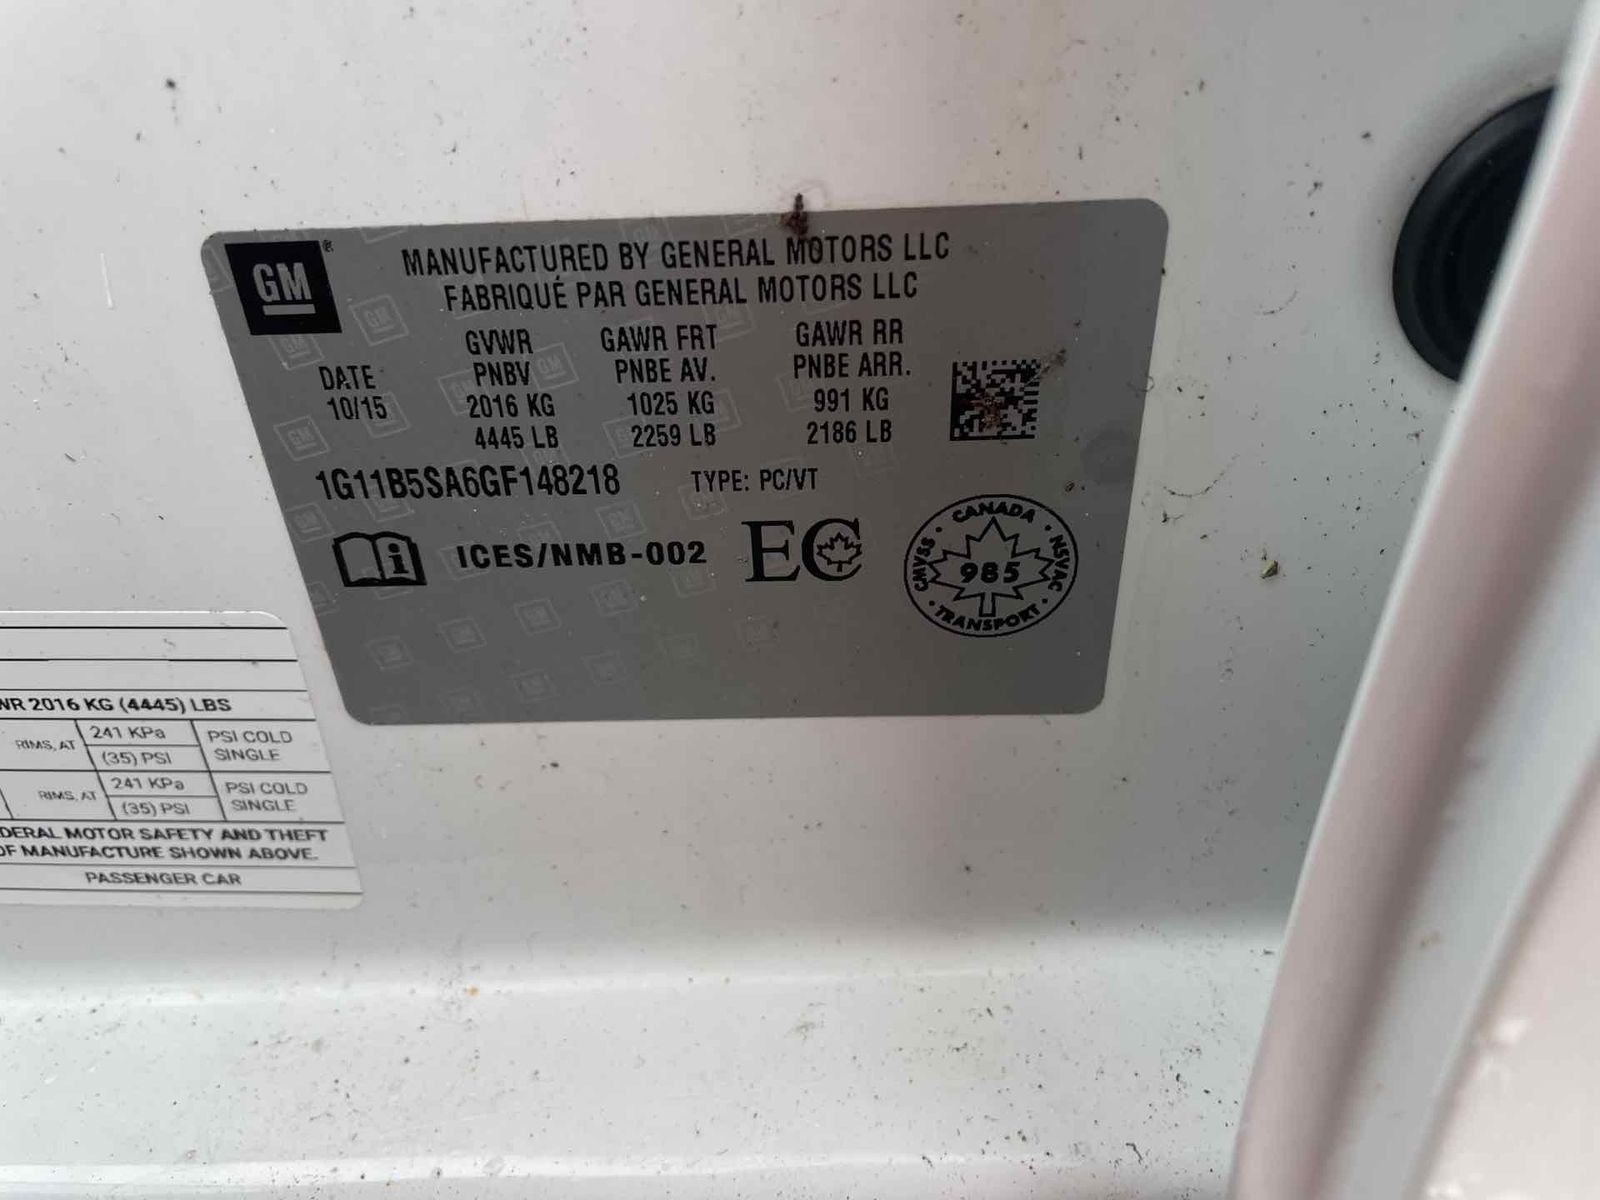 GM ®
MANUFACTURED BY GENERAL MOTORS LLC
FABRIQUÉ PAR GENERAL MOTORS LLC
GVWR GAWR FRT GAWR RR
DATE PNBV PNBE AV. PNBE ARR.
10/15 2016 KG 1025 KG 991 KG
4445 LB 2259 LB 2186 LB
1G11B5SA6GF148218 TYPE: PC/VT
i ICES/NMB-002 EC
CANADA
CMVSS 985 NSVAC
TRANSPORT
WR 2016 KG (4445) LBS
RIMS, AT 241 KPa PSI COLD
(35) PSI SINGLE
RIMS, AT 241 KPa PSI COLD
(35) PSI SINGLE
DERAL MOTOR SAFETY AND THEFT
OF MANUFACTURE SHOWN ABOVE.
PASSENGER CAR